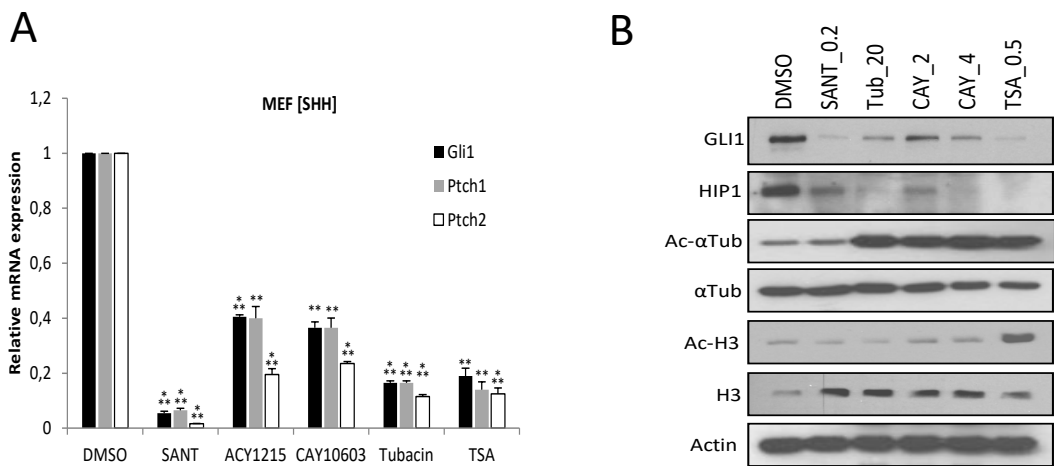 A
Relative mRNA expression
1,2
1
0,8
0,6
0,4
0,2
0
MEF [SHH]
Gli1
Ptch1
Ptch2
*
**
*
**
*
**
*
**
**
*
**
**
**
*
**
*
**
*
**
*
**
**
**
*
**
DMSO SANT ACY1215 CAY10603 Tubacin TSA
B
DMSO
SANT_0.2
Tub_20
CAY_2
CAY_4
TSA_0.5
GLI1
HIP1
Ac-αTub
αTub
Ac-H3
H3
Actin